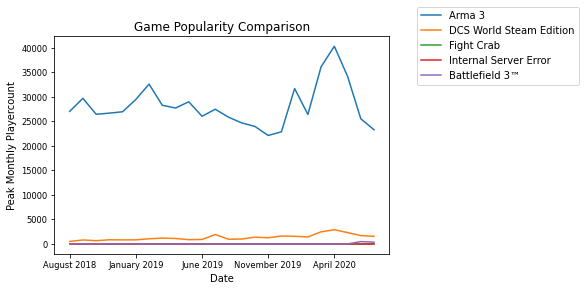 Game Popularity Comparison
Arma 3
DCS World Steam Edition
Fight Crab
Internal Server Error
Battlefield 3™
Peak Monthly Playercount
40000
35000
30000
25000
20000
15000
10000
5000
0
August 2018 January 2019 June 2019 November 2019 April 2020
Date